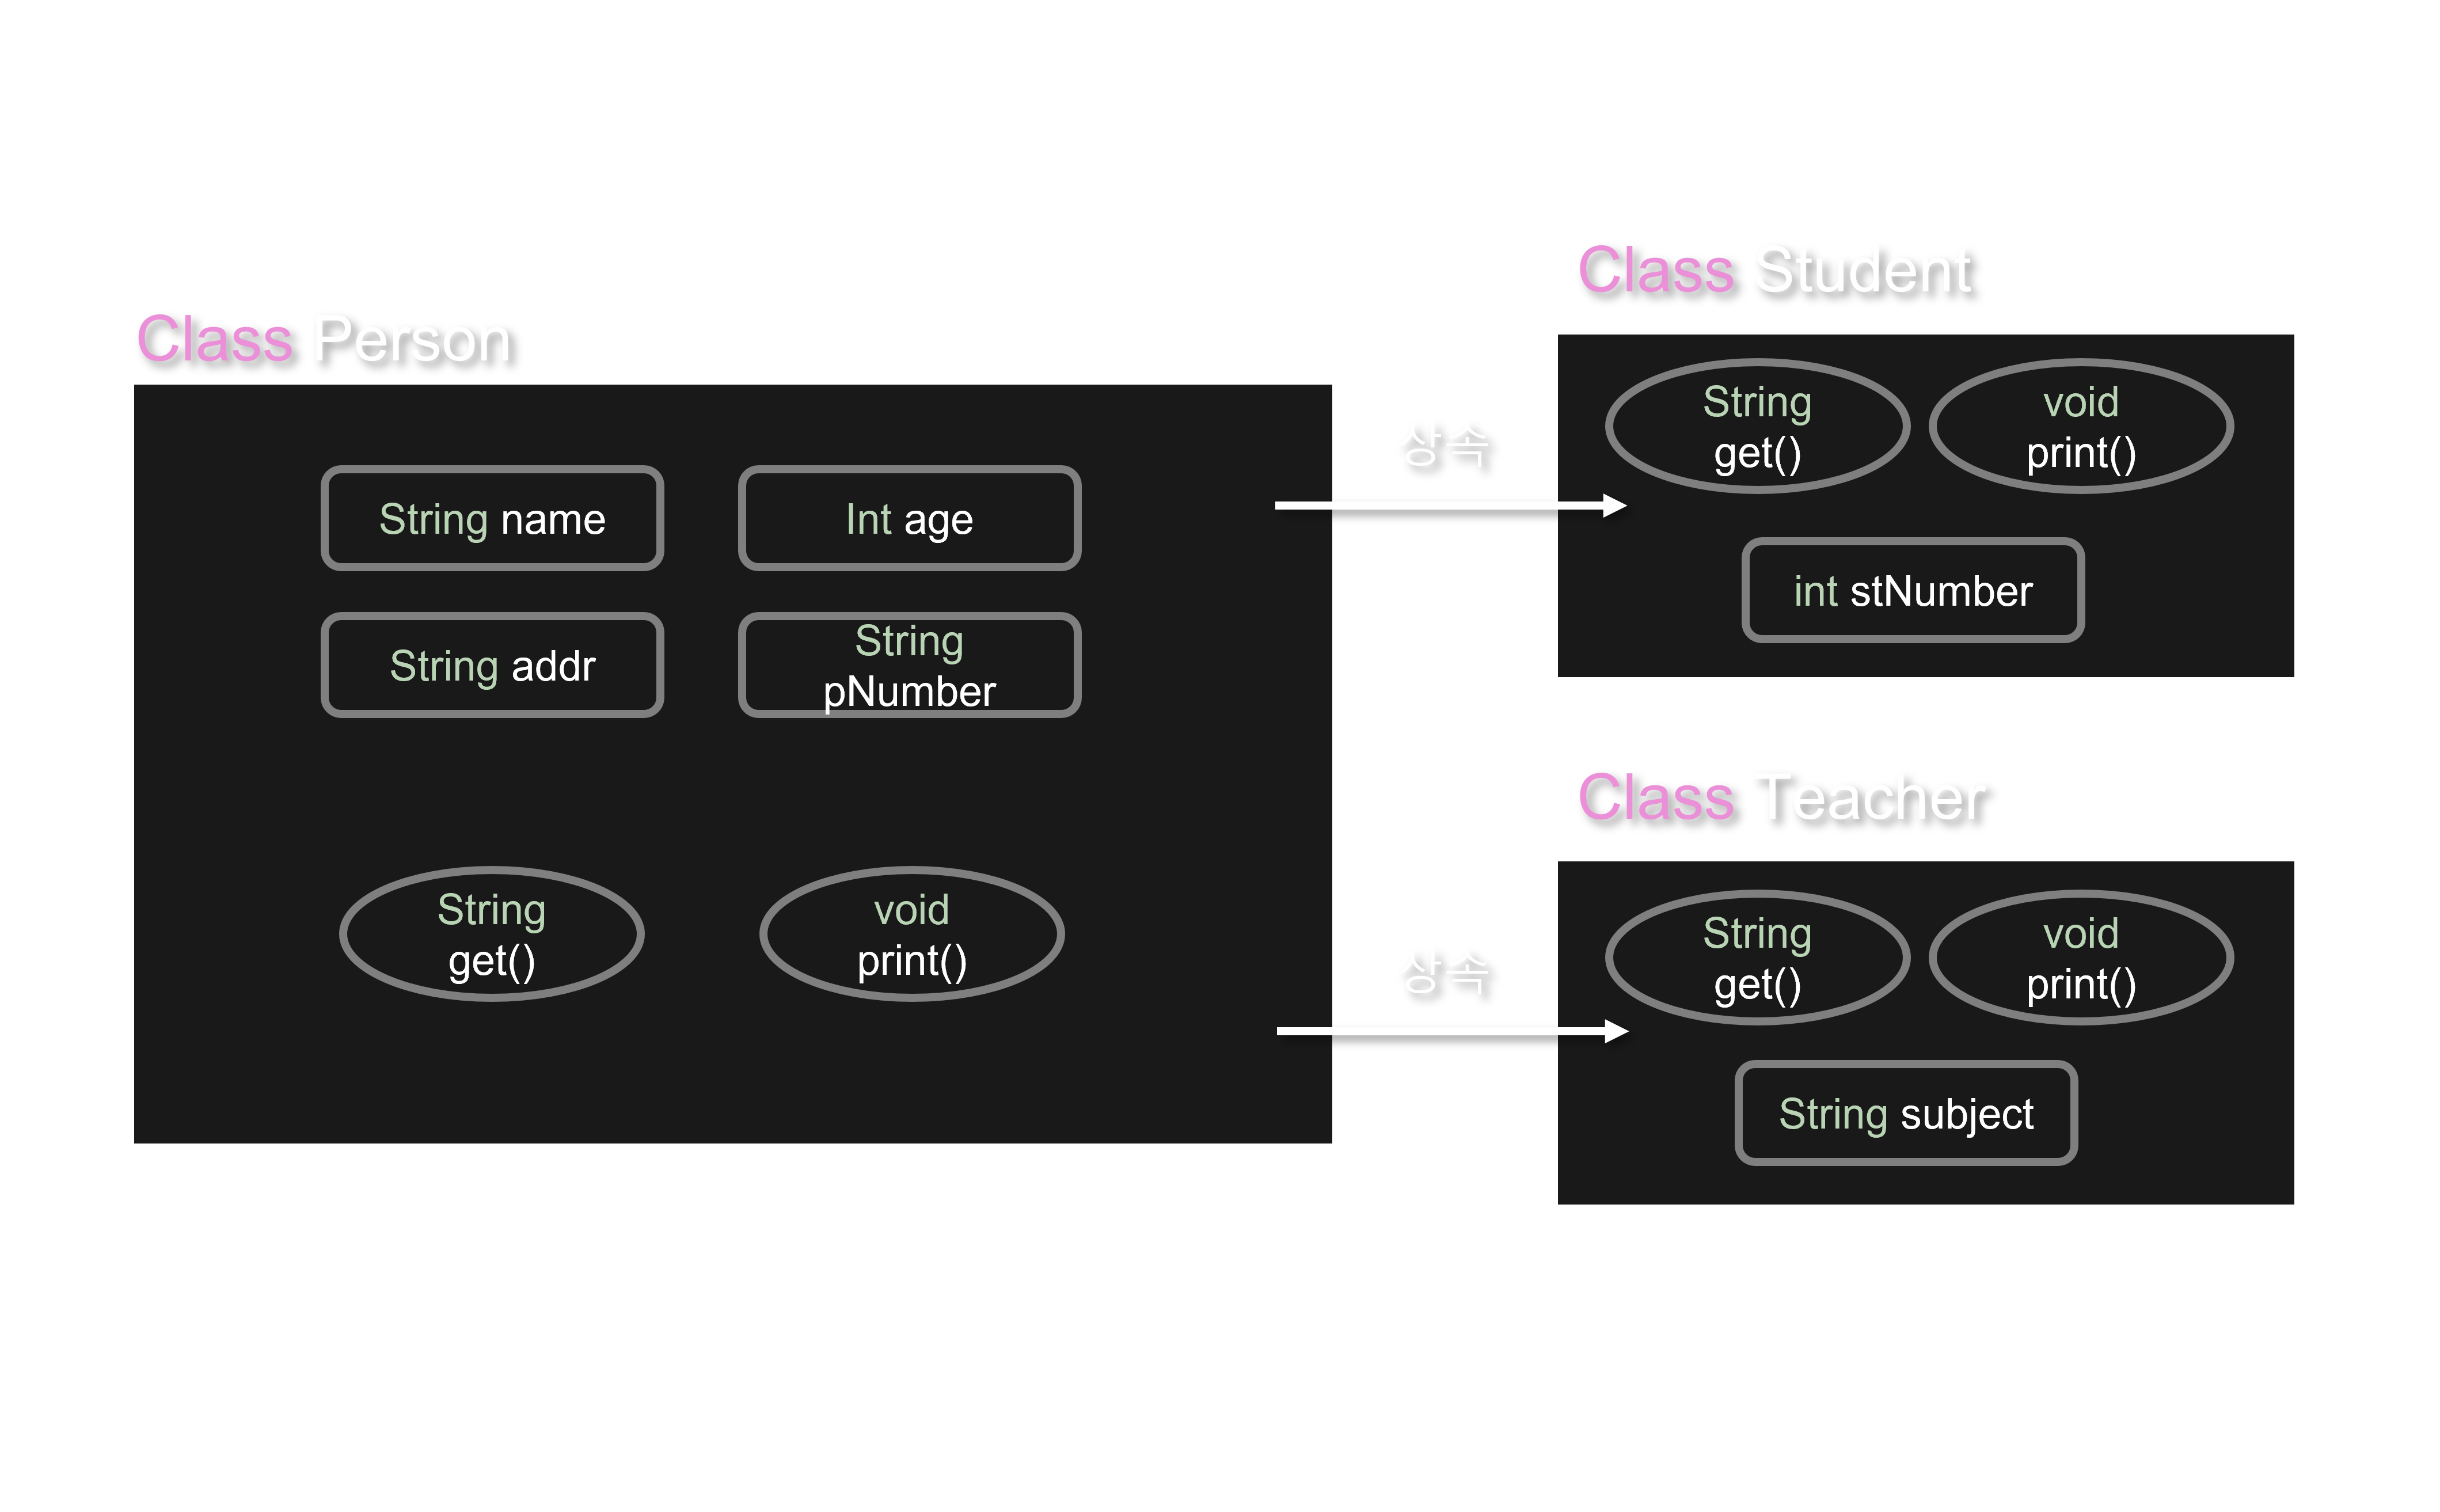 Class Person
String name
Int age
String addr
String
pNumber
String
get()
void
print()
상속
상속
Class Student
String
get()
void
print()
int stNumber
Class Teacher
String
get()
void
print()
String subject